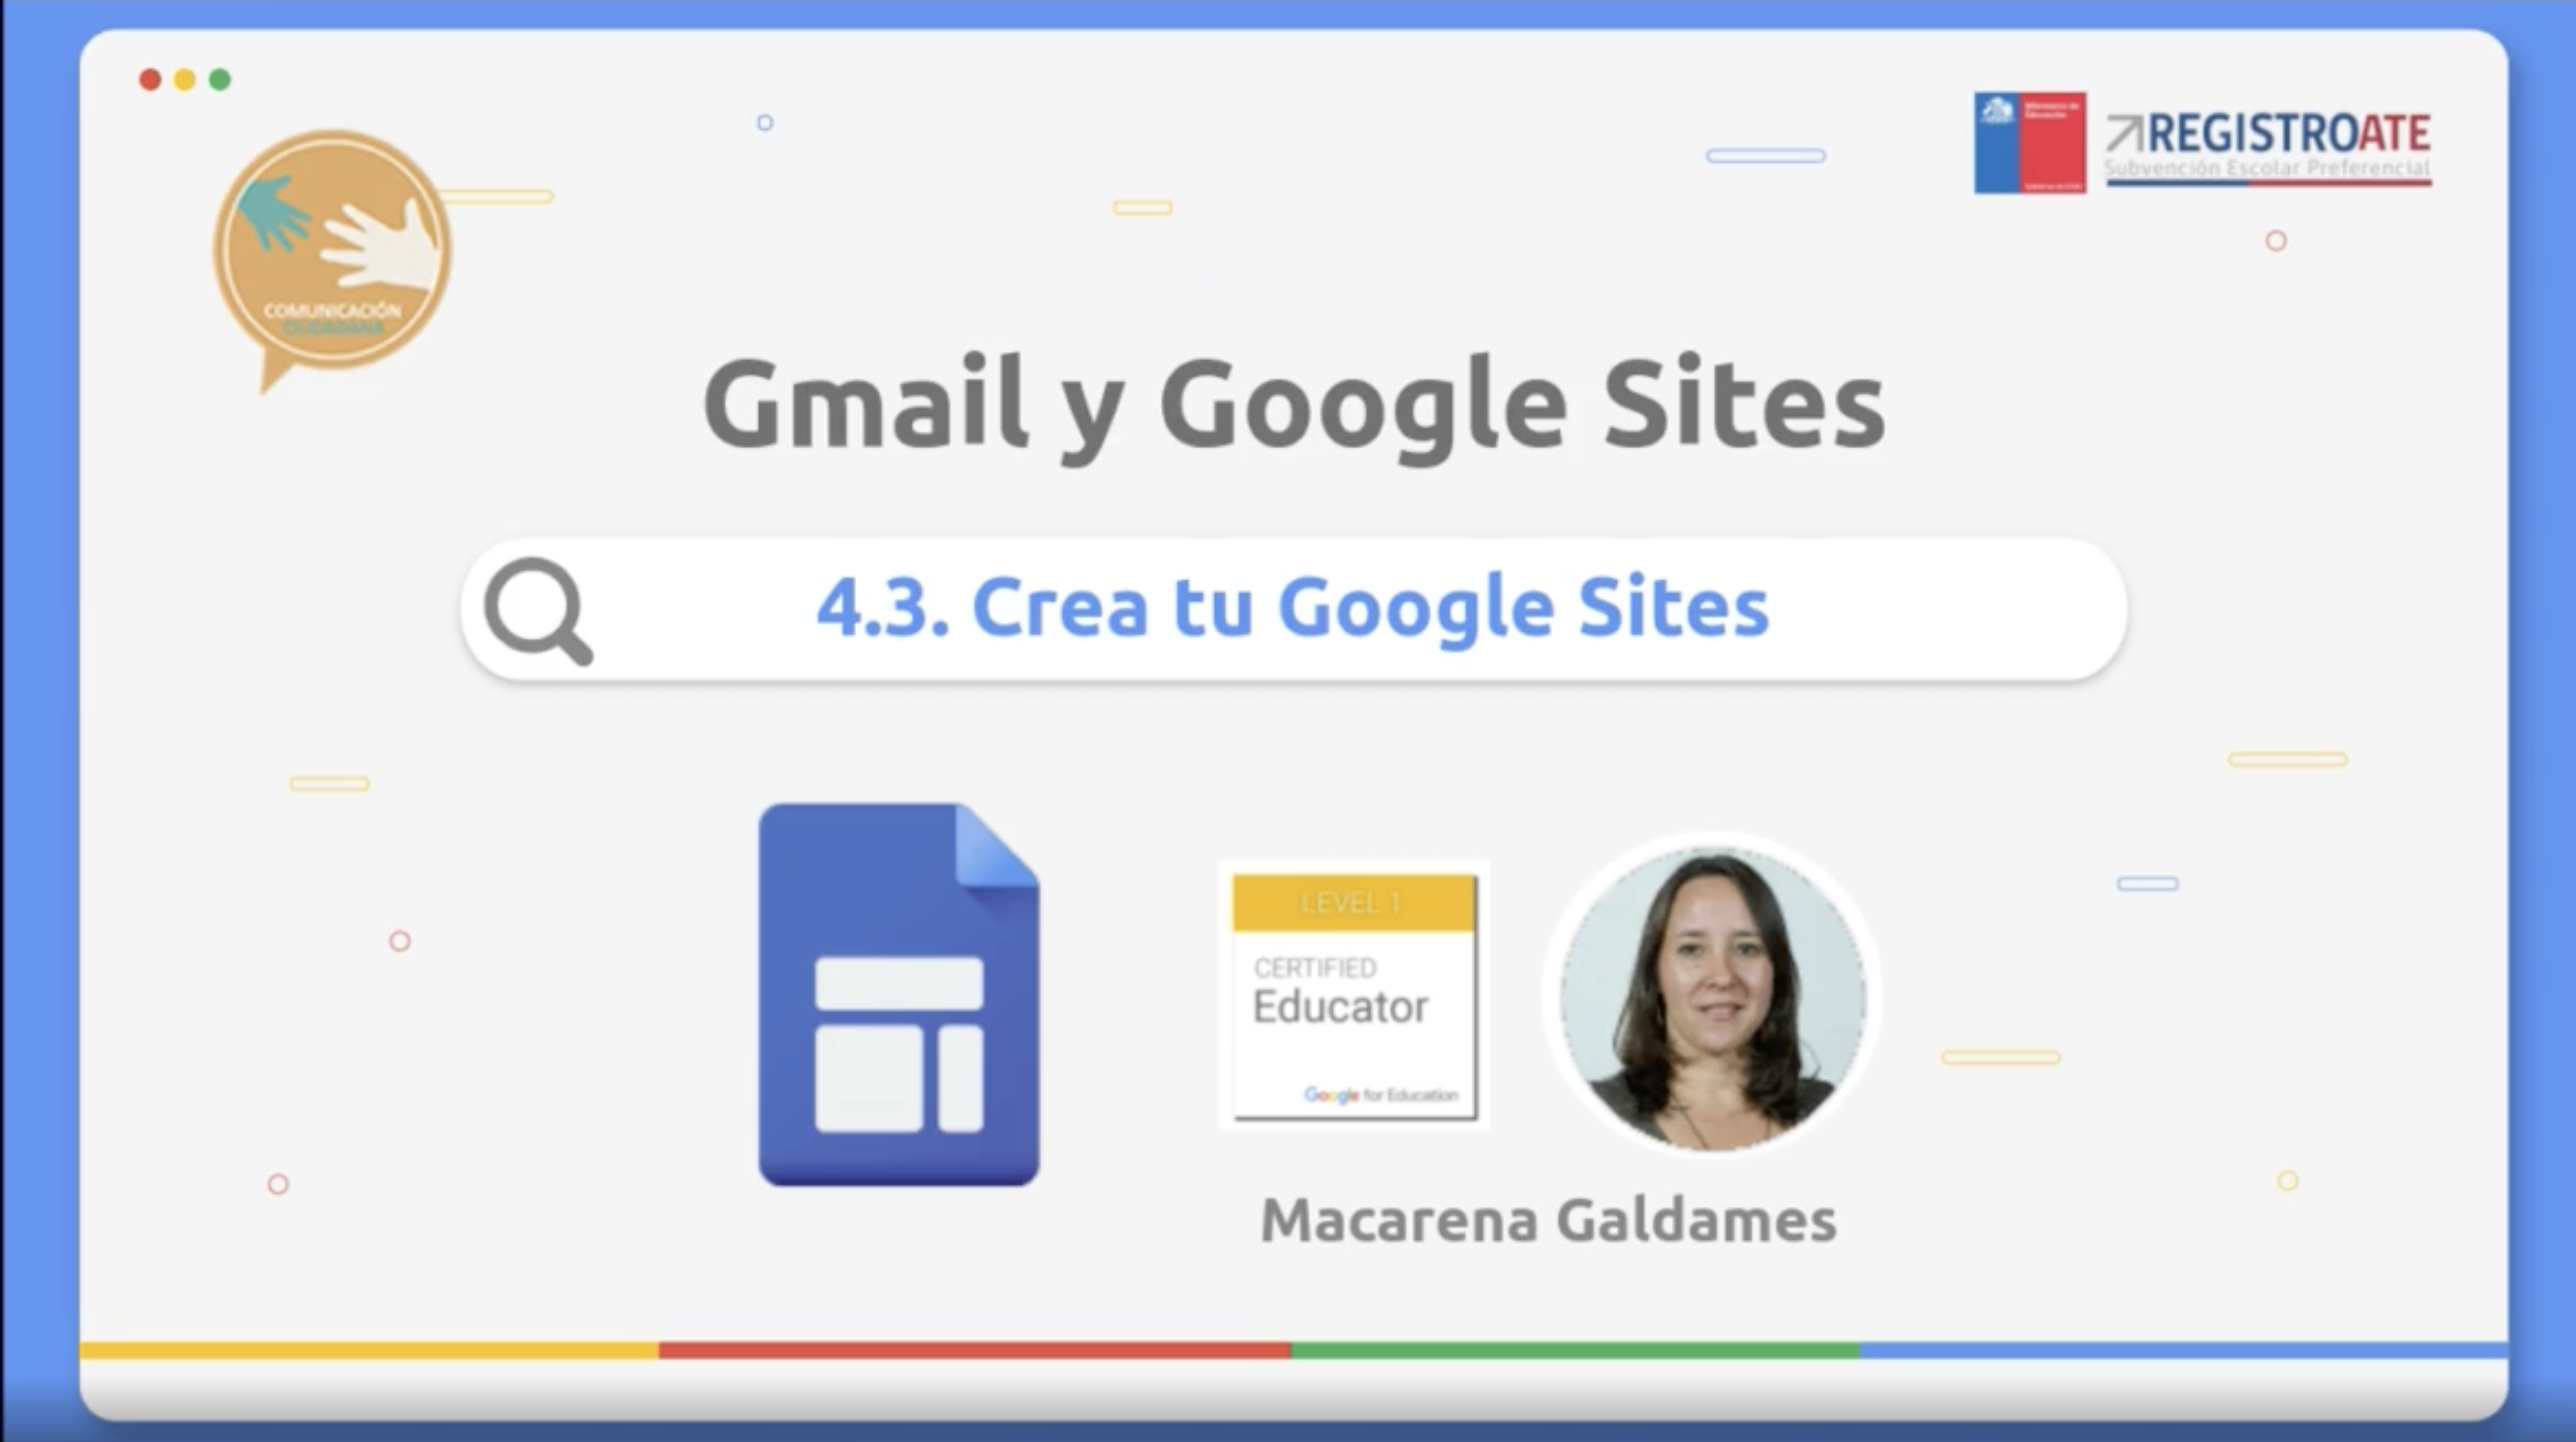 COMUNICACIÓN
CIUDADANA
REGISTROATE
Subvención Escolar Preferencial
Gmail y Google Sites
4.3. Crea tu Google Sites
LEVEL 1
CERTIFIED
Educator
Google for Education
Macarena Galdames